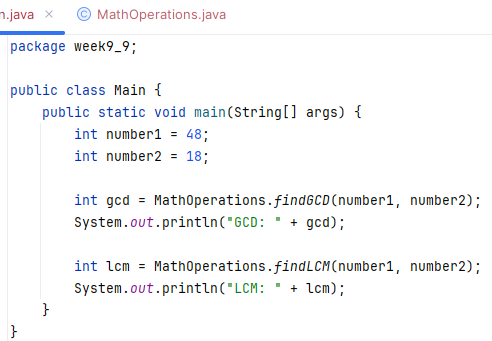 n.java × MathOperations.java
package week9_9;
public class Main {
public static void main(String[] args) {
int number1 = 48;
int number2 = 18;
int gcd = MathOperations.findGCD(number1, number2);
System.out.println("GCD: " + gcd);
int lcm = MathOperations.findLCM(number1, number2);
System.out.println("LCM: " + lcm);
}
}